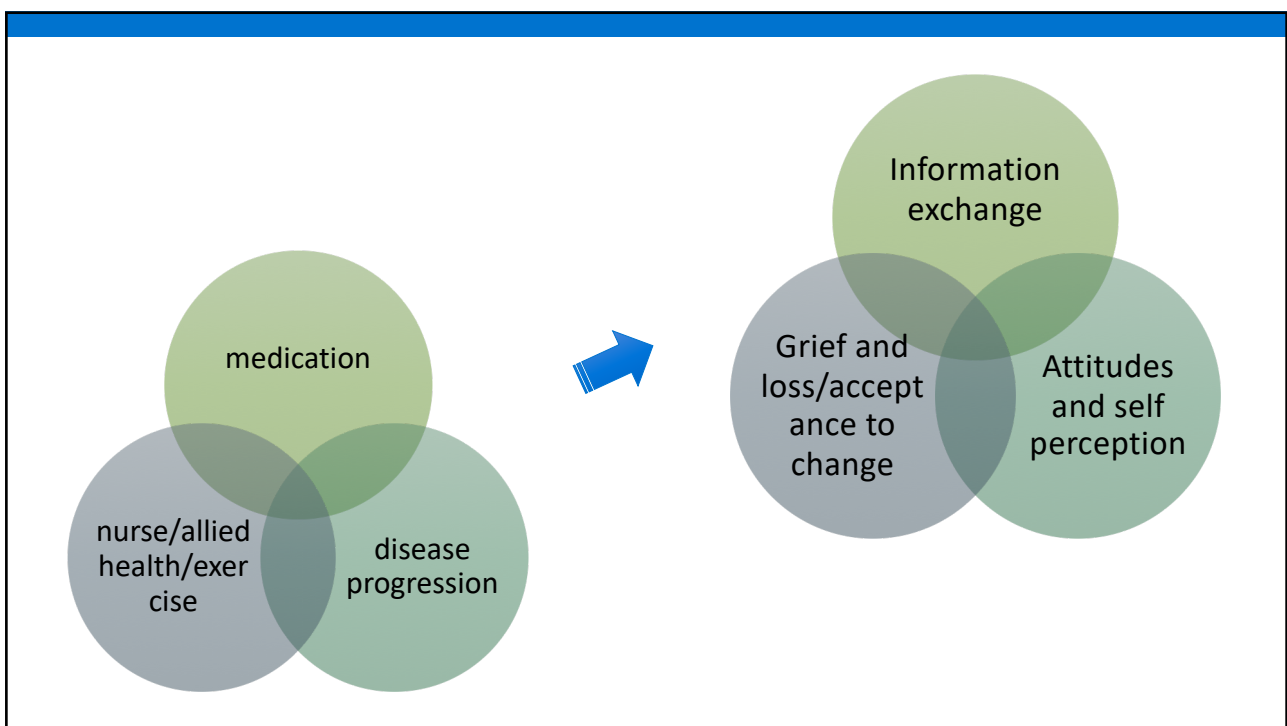 medication
nurse/allied
health/exer
cise
disease
progression
Information
exchange
Grief and
loss/accept
ance to
change
Attitudes
and self
perception